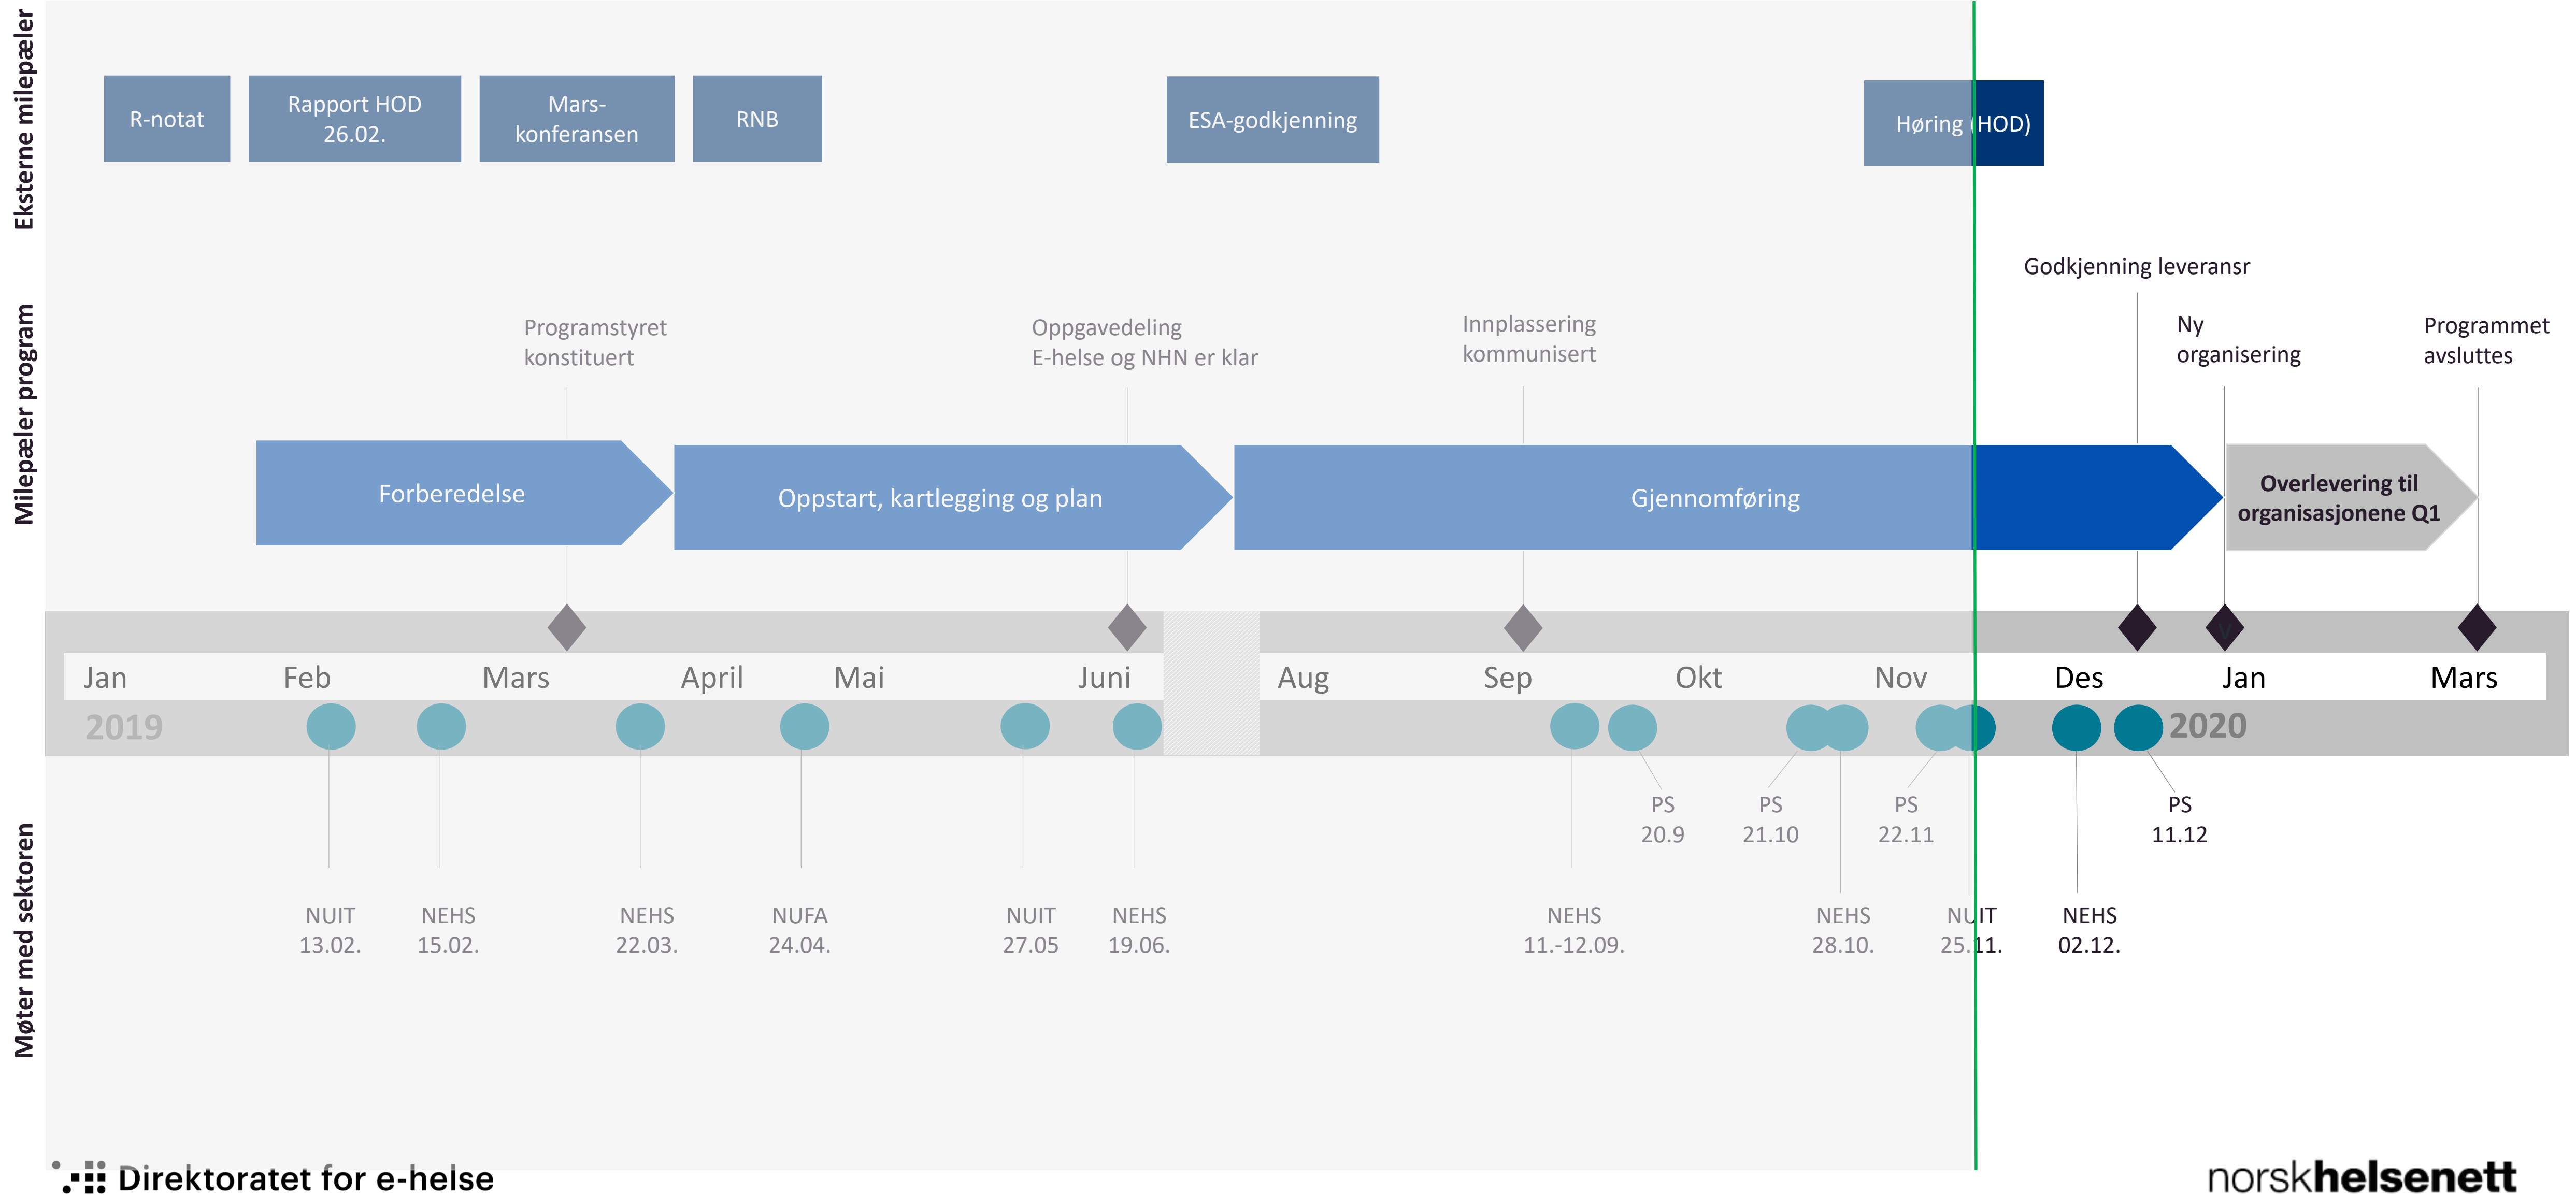 Eksterne milepæler
R-notat
Rapport HOD
26.02.
Mars-
konferansen
RNB
ESA-godkjenning
Høring (HOD)
Milepæler program
Programstyret
konstituert
Oppgavedeling
E-helse og NHN er klar
Innplassering
kommunisert
Godkjenning leveransr
Ny
organisering
Programmet
avsluttes
Forberedelse
Oppstart, kartlegging og plan
Gjennomføring
Overlevering til
organisasjonene Q1
Jan Feb Mars April Mai Juni Aug Sep Okt Nov Des Jan Mars
2019 2020
Møter med sektoren
PS
20.9
PS
21.10
PS
22.11
PS
11.12
NUIT
13.02.
NEHS
15.02.
NEHS
22.03.
NUFA
24.04.
NUIT
27.05
NEHS
19.06.
NEHS
11.-12.09.
NEHS
28.10.
NUIT
25.11.
NEHS
02.12.
Direktoratet for e-helse
norskhelsenett